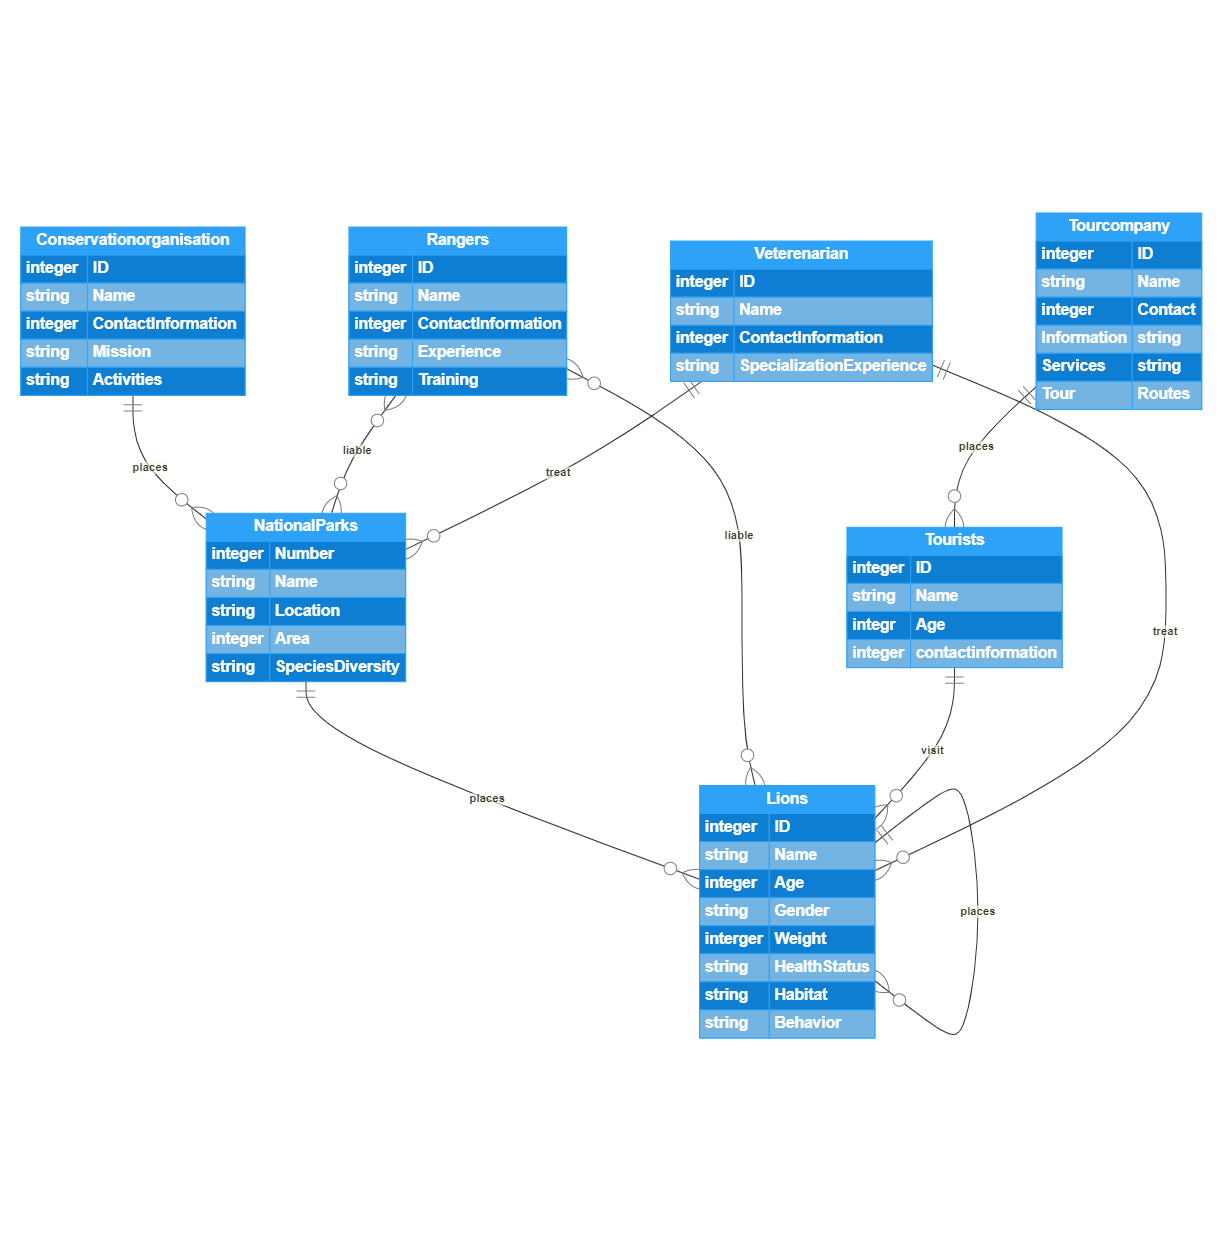 Conservationorganisation
integer ID
string Name
integer ContactInformation
string Mission
string Activities
Rangers
integer ID
string Name
integer ContactInformation
string Experience
string Training
Veterenarian
integer ID
string Name
integer ContactInformation
string SpecializationExperience
Tourcompany
integer ID
string Name
integer Contact
Information string
Services string
Tour Routes
places
liable
treat
places
NationalParks
integer Number
string Name
string Location
integer Area
string SpeciesDiversity
liable
Tourists
integer ID
string Name
integr Age
integer contactinformation
treat
visit
places
Lions
integer ID
string Name
integer Age
string Gender
interger Weight
string HealthStatus
string Habitat
string Behavior
places